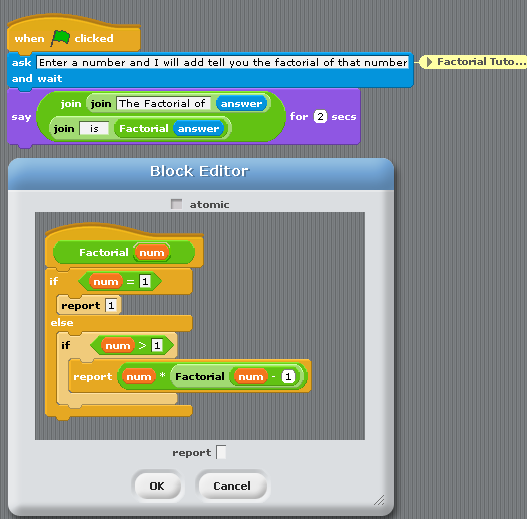 when clicked
ask Enter a number and I will add tell you the factorial of that number
Factorial Tuto...
and wait
join join The Factorial of answer
say for 2 secs
join is Factorial answer
Block Editor
atomic
Factorial num
if num = 1
report 1
else
if num > 1
report num * Factorial num - 1
report
OK Cancel